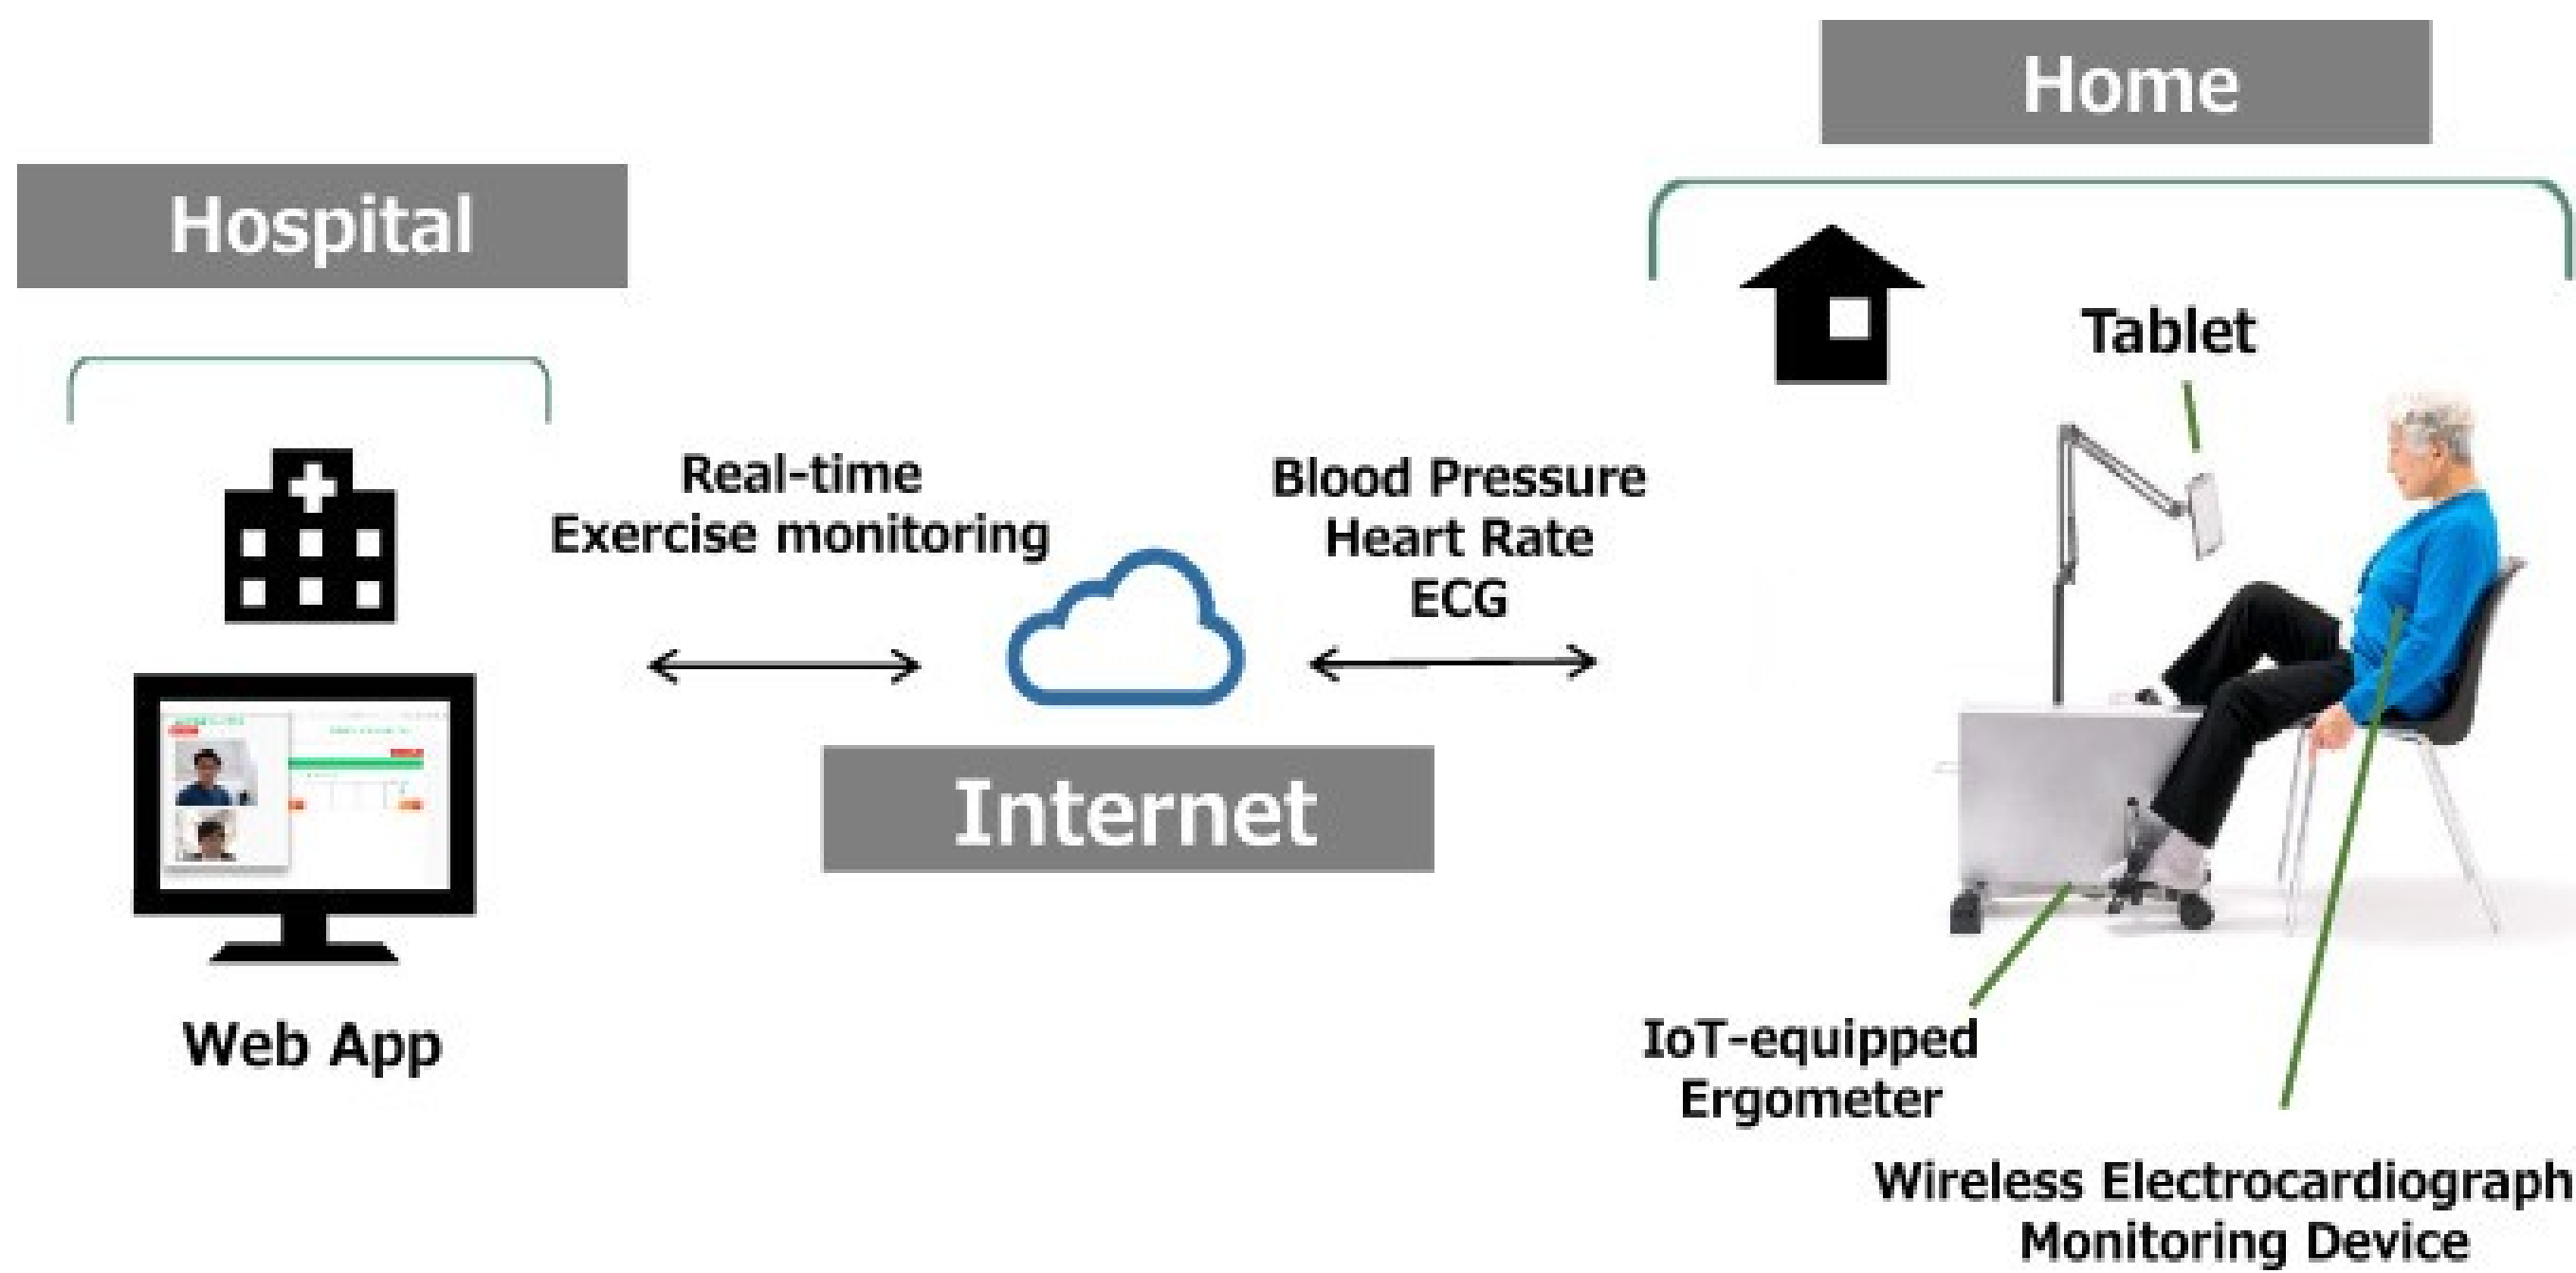 Home
Hospital
Tablet
Real-time
Exercise monitoring
Blood Pressure
Heart Rate
ECG
Internet
Web App
IoT-equipped
Ergometer
Wireless Electrocardiograph
Monitoring Device